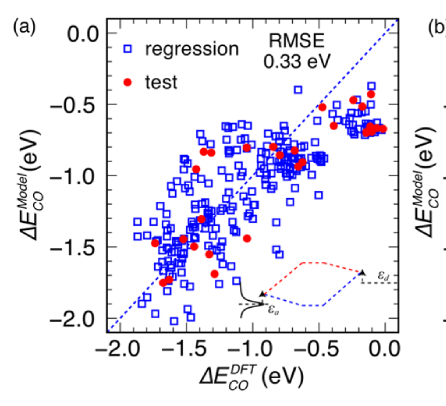 (a)
RMSE
0.33 eV
regression
test
ΔE_CO^Model (eV)
−0.0
−0.5
−1.0
−1.5
−2.0
−2.0 −1.5 −1.0 −0.5 0.0
ΔE_CO^DFT (eV)
ε_a
ε_d
(b)
ΔE_CO^Model (eV)